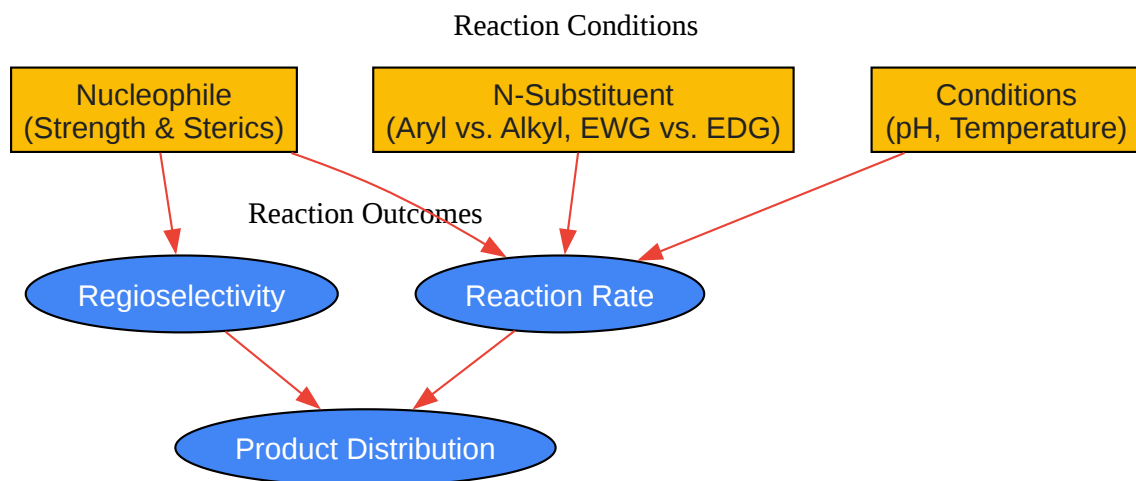 Reaction Conditions
Nucleophile
(Strength & Sterics)
N-Substituent
(Aryl vs. Alkyl, EWG vs. EDG)
Conditions
(pH, Temperature)
Reaction Outcomes
Regioselectivity
Reaction Rate
Product Distribution